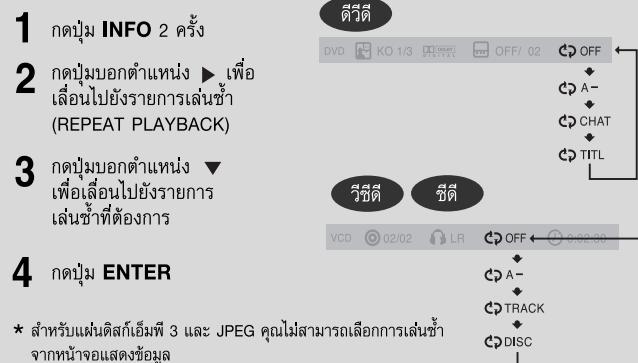 1 กดปุ่ม INFO 2 ครั้ง
2 กดปุ่มบอกตำแหน่ง ▶ เพื่อ
เลื่อนไปยังรายการเล่นซ้ำ
(REPEAT PLAYBACK)
3 กดปุ่มบอกตำแหน่ง ▼
เพื่อเลื่อนไปยังรายการ
เล่นซ้ำที่ต้องการ
4 กดปุ่ม ENTER
* สำหรับแผ่นดิสก์เอ็มพี 3 และ JPEG คุณไม่สามารถเลือกการเล่นซ้ำ
จากหน้าจอแสดงข้อมูล
ดีวีดี
DVD KO 1/3 DOLBY DIGITAL OFF/ 02 OFF
A -
CHAT
TITL
วีซีดี ซีดี
VCD 02/02 LR OFF 0:02:30
A -
TRACK
DISC